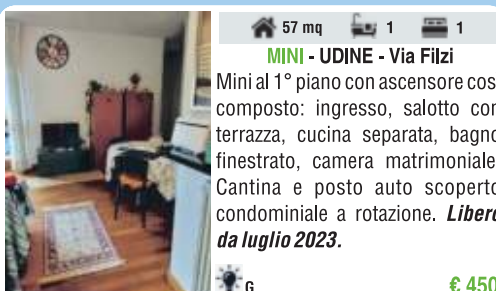 57 mq 1 1
MINI - UDINE - Via Filzi
Mini al 1° piano con ascensore cos
composto: ingresso, salotto con
terrazza, cucina separata, bagno
finestrato, camera matrimoniale
Cantina e posto auto scoperto
condominiale a rotazione. Libero
da luglio 2023.
G € 450